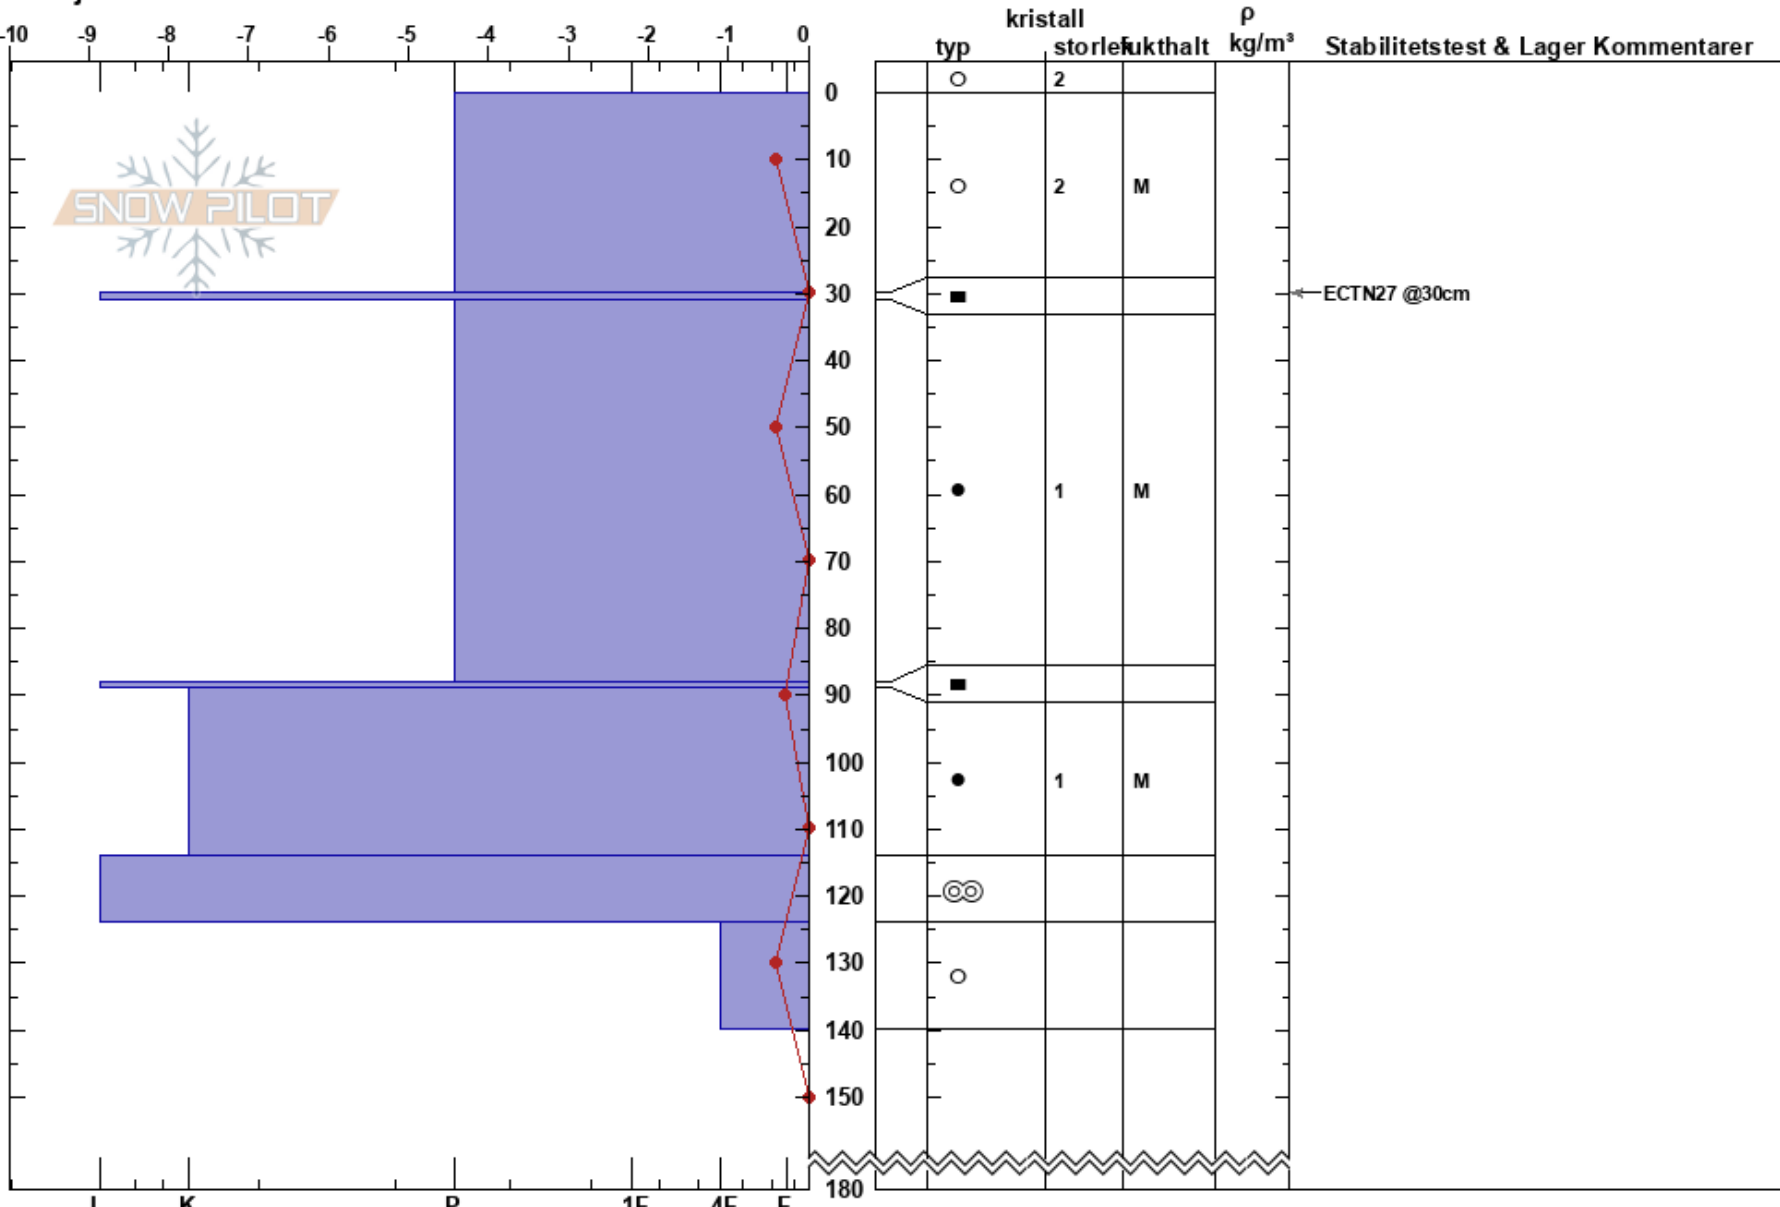 kristall ρ
-10 -9 -8 -7 -6 -5 -4 -3 -2 -1 0 typ storlek fukthalt kg/m³ Stabilitetstest & Lager Kommentarer
2
0
10
SNOW PILOT
2 M
20
30 ECTN27 @30cm
40
50
60 1 M
70
80
90
100 1 M
110
120
130
140
150
180
I K P 1F 4F F